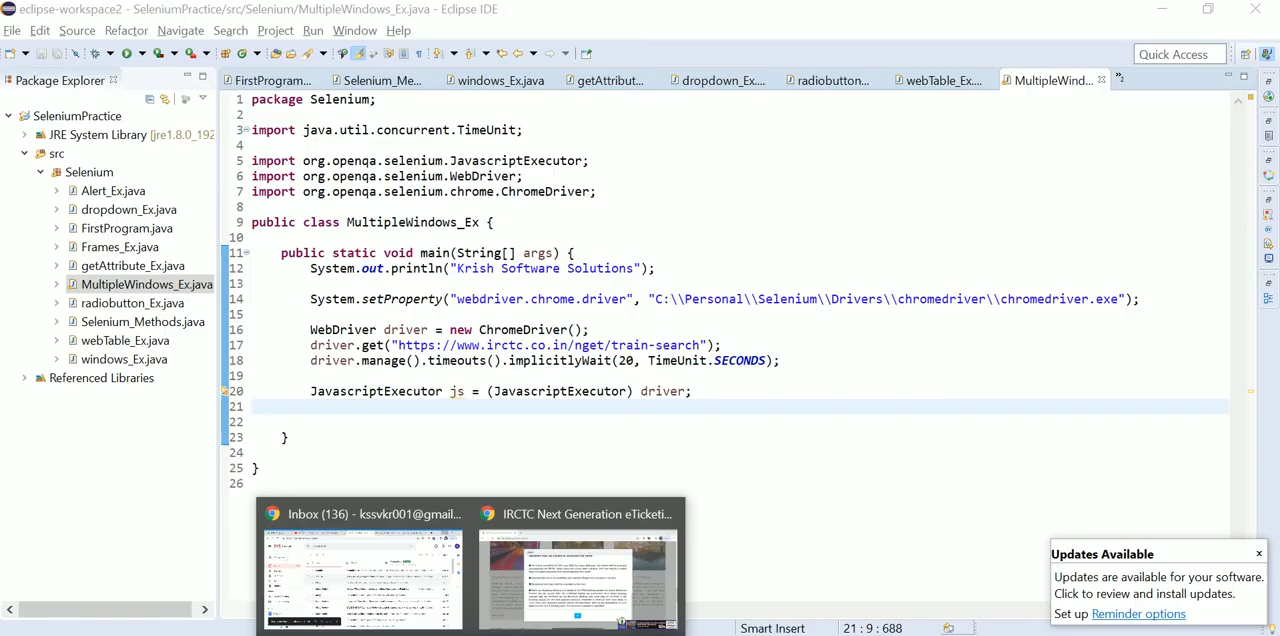 eclipse-workspace2 - SeleniumPractice/src/Selenium/MultipleWindows_Ex.java - Eclipse IDE
File Edit Source Refactor Navigate Search Project Run Window Help
Quick Access
Package Explorer
FirstProgram...
Selenium_Me...
windows_Ex.java
getAttribut...
dropdown_Ex....
radiobutton...
webTable_Ex....
MultipleWind...
»2
SeleniumPractice
JRE System Library [jre1.8.0_192
src
Selenium
Alert_Ex.java
dropdown_Ex.java
FirstProgram.java
Frames_Ex.java
getAttribute_Ex.java
MultipleWindows_Ex.java
radiobutton_Ex.java
Selenium_Methods.java
webTable_Ex.java
windows_Ex.java
Referenced Libraries
1 package Selenium;
2
3 import java.util.concurrent.TimeUnit;
4
5 import org.openqa.selenium.JavascriptExecutor;
6 import org.openqa.selenium.WebDriver;
7 import org.openqa.selenium.chrome.ChromeDriver;
8
9 public class MultipleWindows_Ex {
10
11 public static void main(String[] args) {
12 System.out.println("Krish Software Solutions");
13
14 System.setProperty("webdriver.chrome.driver", "C:\\Personal\\Selenium\\Drivers\\chromedriver\\chromedriver.exe");
15
16 WebDriver driver = new ChromeDriver();
17 driver.get("https://www.irctc.co.in/nget/train-search");
18 driver.manage().timeouts().implicitlyWait(20, TimeUnit.SECONDS);
19
20 JavascriptExecutor js = (JavascriptExecutor) driver;
21
22
23 }
24
25 }
26
Inbox (136) - kssvkr001@gmail...
IRCTC Next Generation eTicketi...
Updates Available
Updates are available for your software.
Click to review and install updates.
Set up Reminder options
Smart Insert
21 : 9 : 688